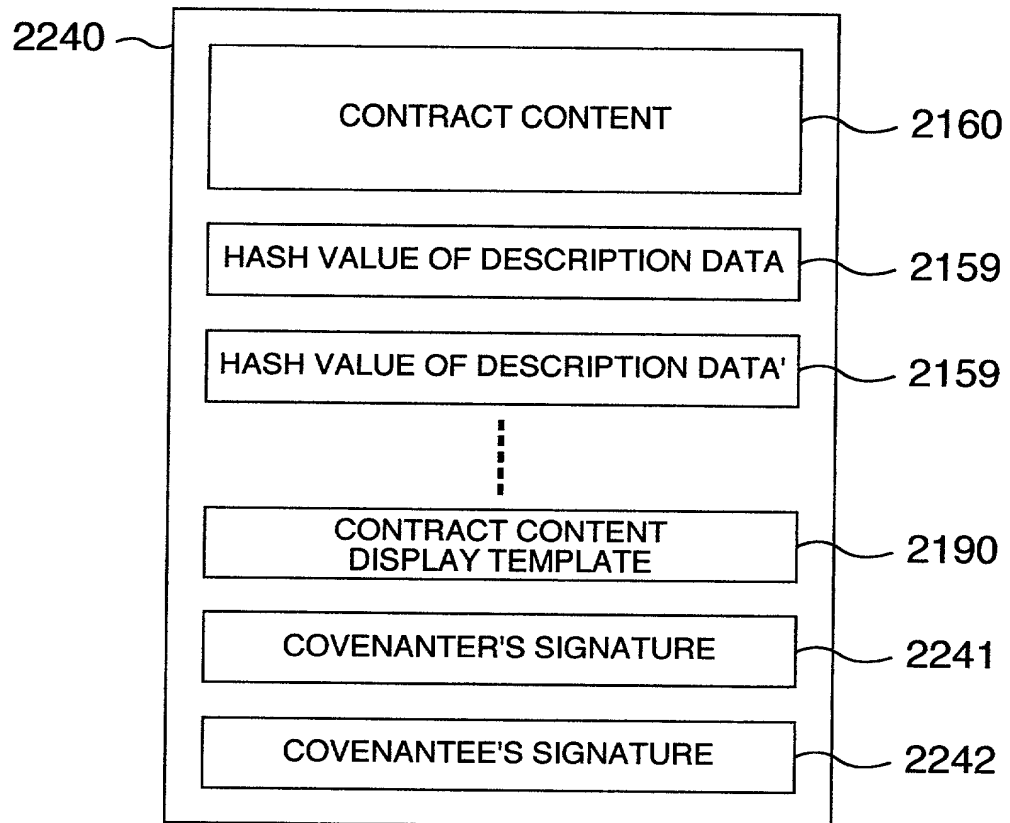 2240
CONTRACT CONTENT
2160
HASH VALUE OF DESCRIPTION DATA
2159
HASH VALUE OF DESCRIPTION DATA'
2159
CONTRACT CONTENT
DISPLAY TEMPLATE
2190
COVENANTER'S SIGNATURE
2241
COVENANTEE'S SIGNATURE
2242